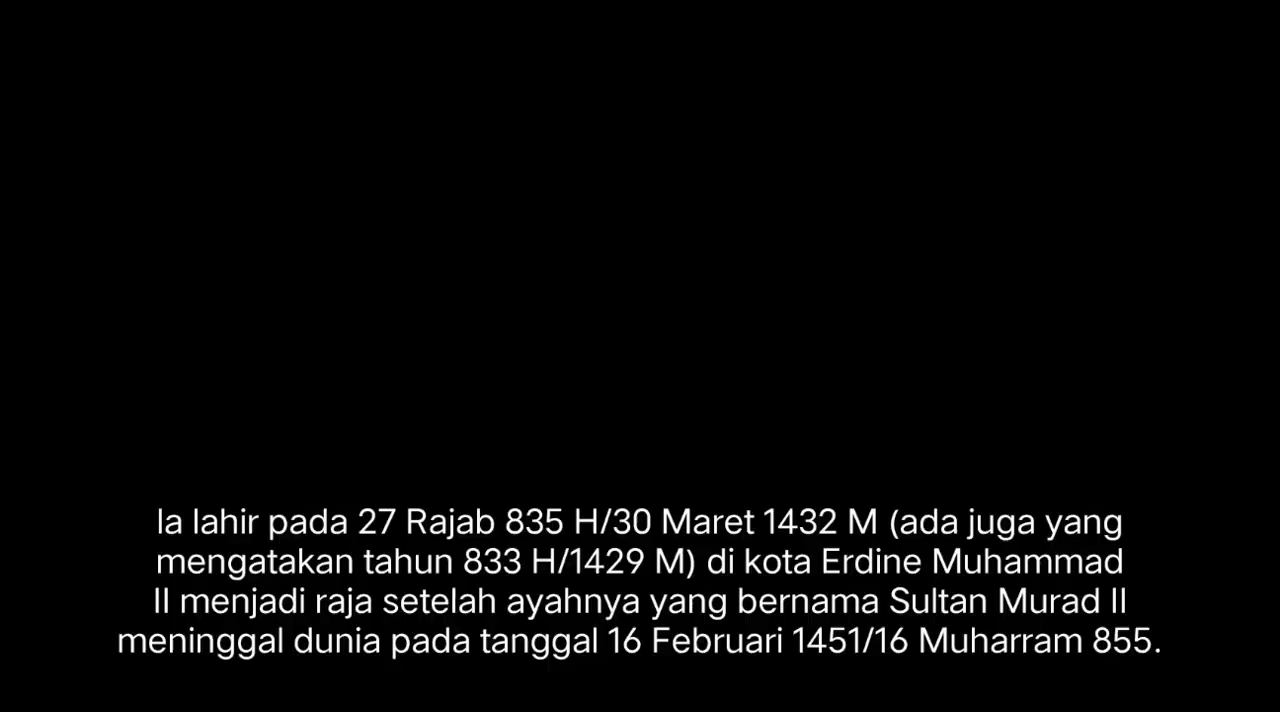 Ia lahir pada 27 Rajab 835 H/30 Maret 1432 M (ada juga yang
mengatakan tahun 833 H/1429 M) di kota Erdine Muhammad
II menjadi raja setelah ayahnya yang bernama Sultan Murad II
meninggal dunia pada tanggal 16 Februari 1451/16 Muharram 855.